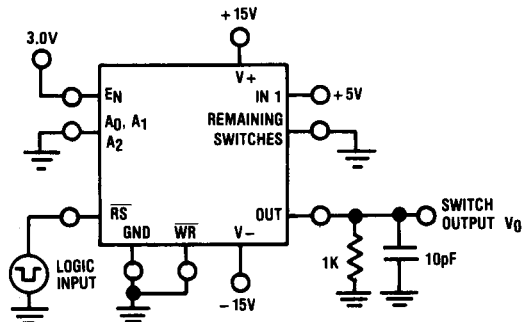 +15V
3.0V
V+
EN
IN 1
+5V
A0, A1
A2
REMAINING
SWITCHES
RS
OUT
SWITCH
OUTPUT V0
GND
WR
V−
LOGIC
INPUT
1K
10pF
−15V